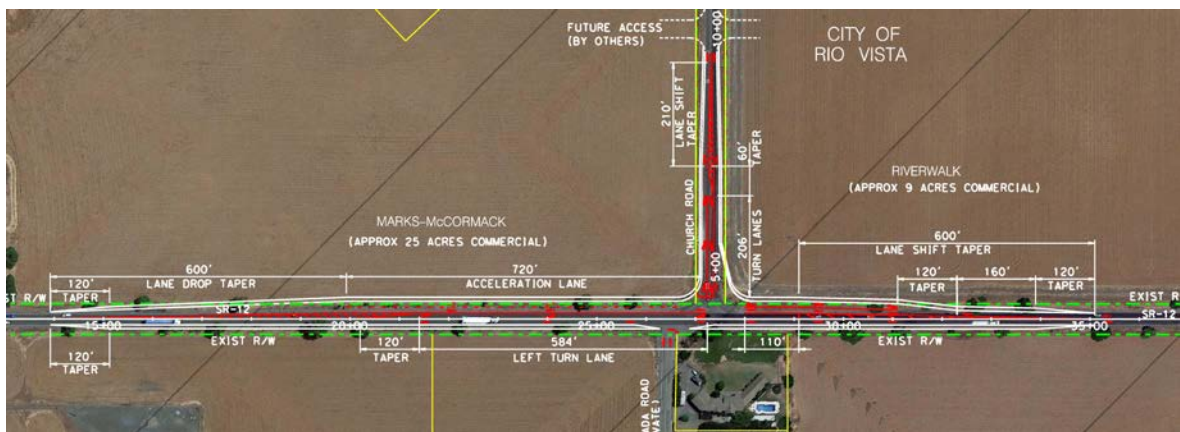 FUTURE ACCESS
(BY OTHERS)
10+00
CITY OF
RIO VISTA
210'
LANE SHIFT
TAPER
60'
TAPER
RIVERWALK
(APPROX 9 ACRES COMMERCIAL)
MARKS-McCORMACK
(APPROX 25 ACRES COMMERCIAL)
CHURCH ROAD
206'
TURN LANES
5+00
600'
LANE SHIFT TAPER
600'
LANE DROP TAPER
720'
ACCELERATION LANE
120'
TAPER
120'
TAPER
160'
120'
TAPER
IST R/W
EXIST R/W
SR-12
SR-12
15+00
20+00
25+00
30+00
35+00
EXIST R/W
EXIST R/W
120'
TAPER
120'
TAPER
584'
LEFT TURN LANE
110'
ADA ROAD
VATE)